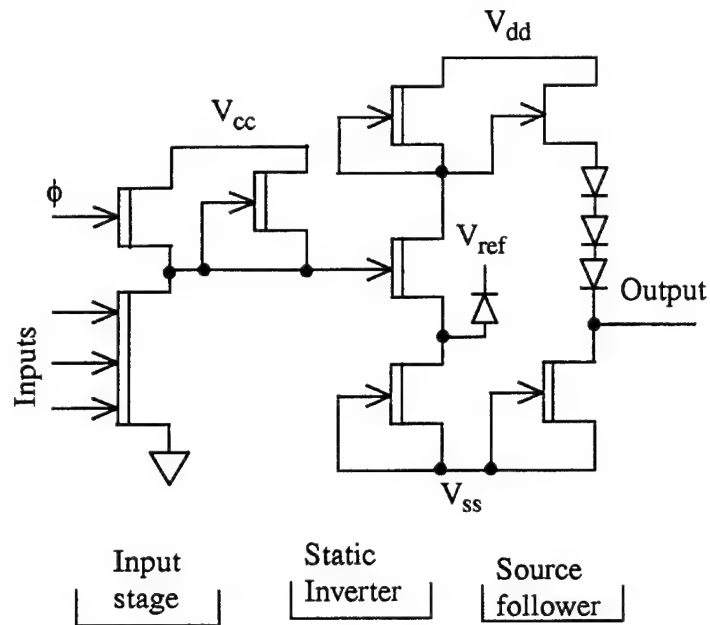 V_dd
V_cc
ϕ
V_ref
Output
Inputs
V_ss
Input
stage
Static
Inverter
Source
follower